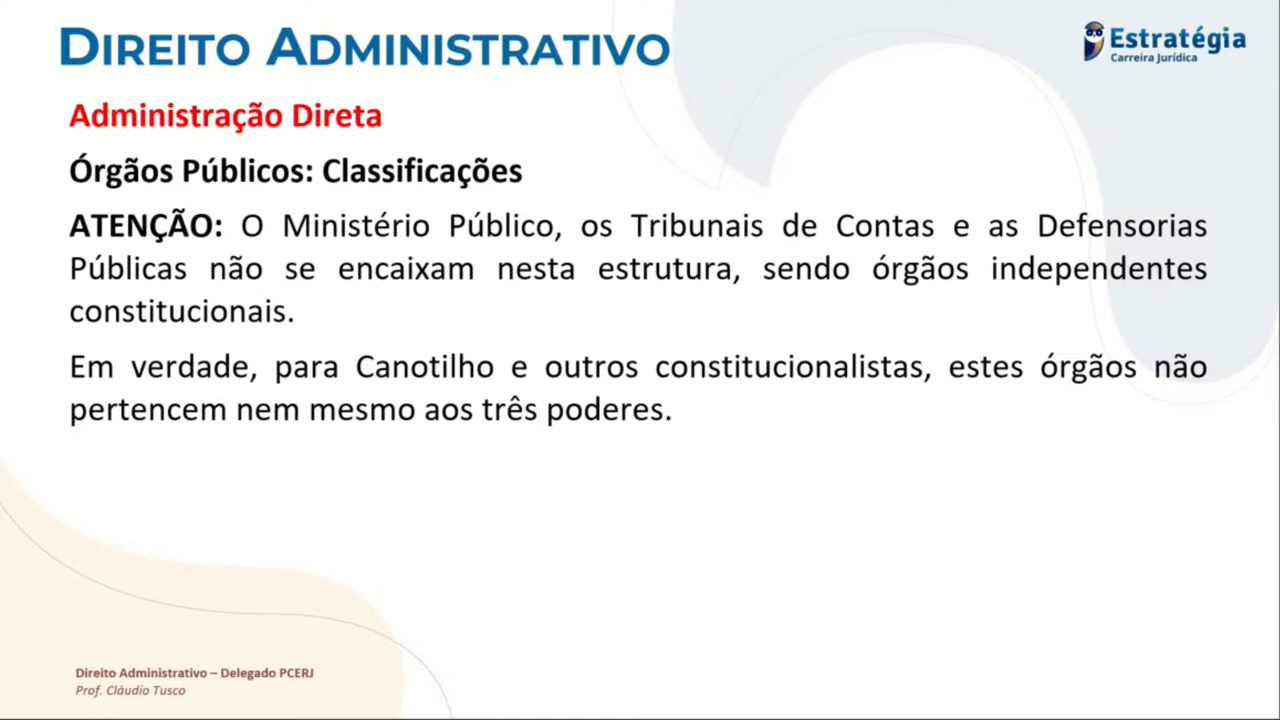 DIREITO ADMINISTRATIVO
Estratégia
Carreira Jurídica
Administração Direta
Órgãos Públicos: Classificações
ATENÇÃO: O Ministério Público, os Tribunais de Contas e as Defensorias
Públicas não se encaixam nesta estrutura, sendo órgãos independentes
constitucionais.
Em verdade, para Canotilho e outros constitucionalistas, estes órgãos não
pertencem nem mesmo aos três poderes.
Direito Administrativo – Delegado PCERJ
Prof. Cláudio Tusco